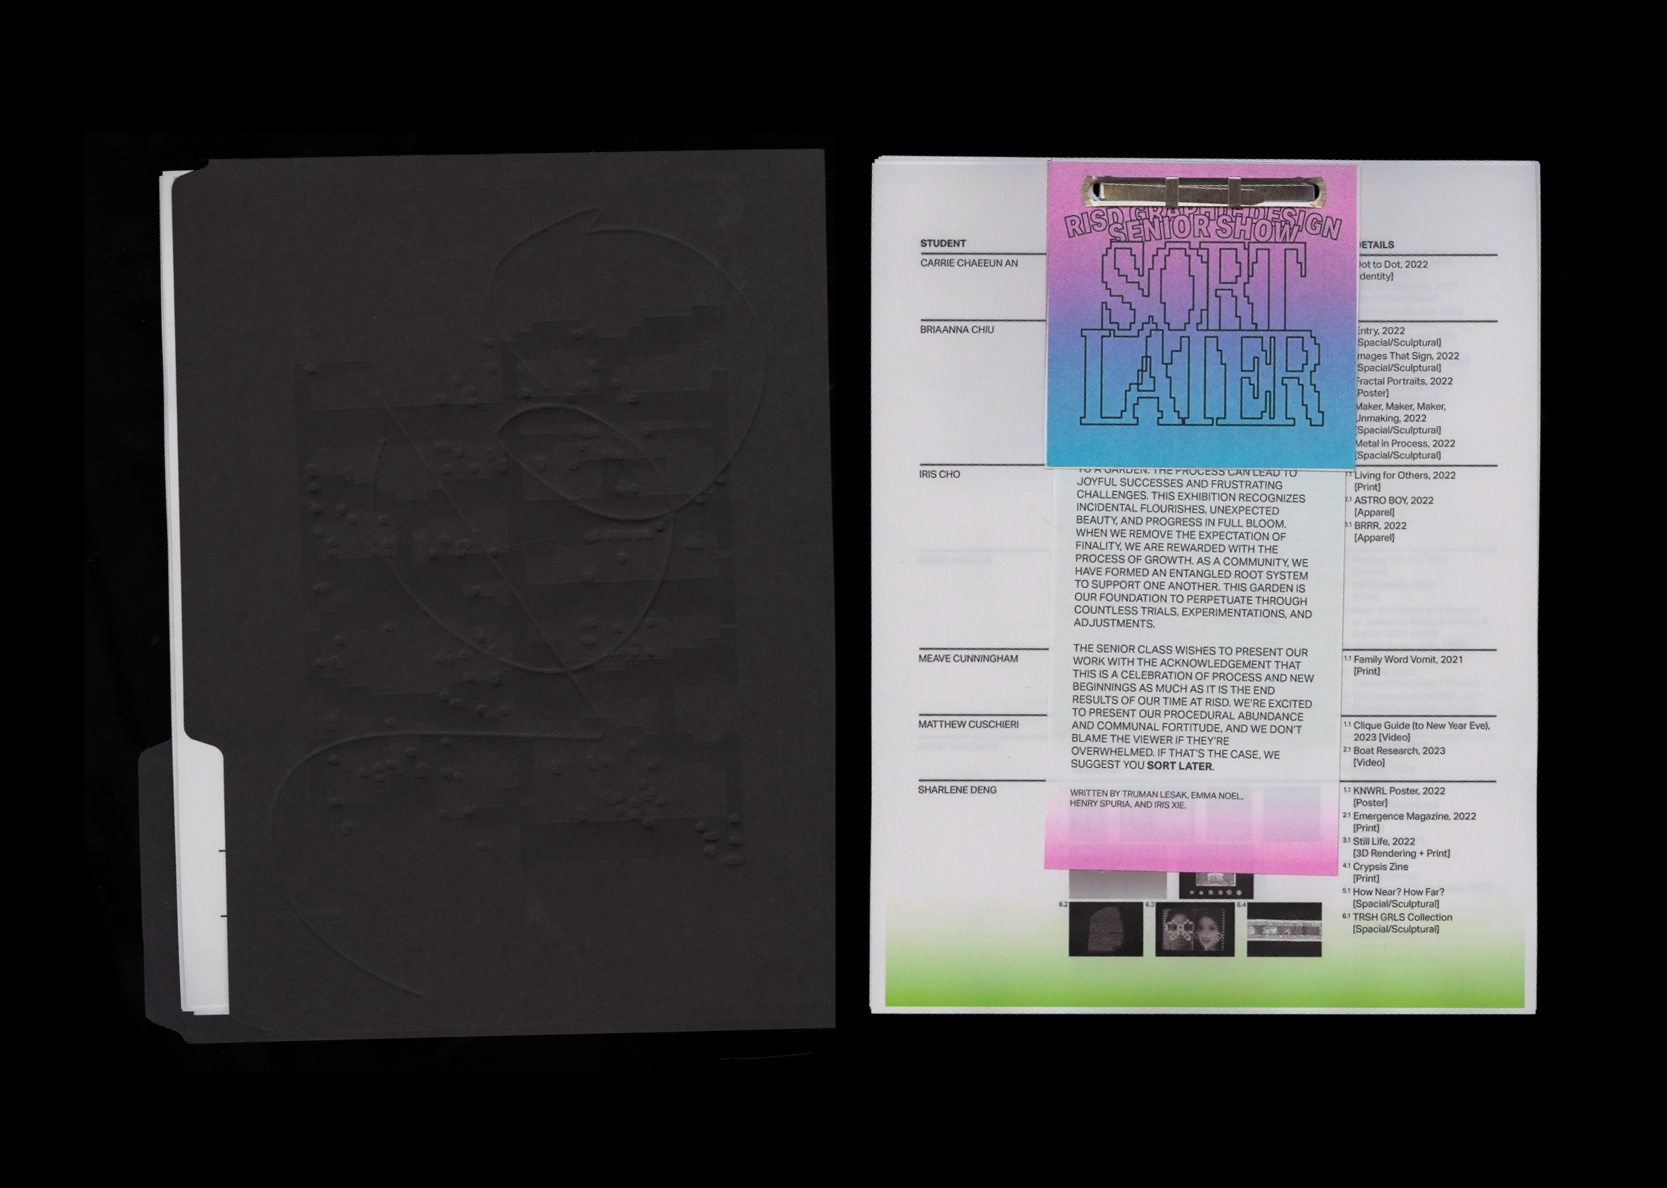 STUDENT
CARRIE CHAEEUN AN
BRIAANNA CHIU
IRIS CHO
MEAVE CUNNINGHAM
MATTHEW CUSCHIERI
SHARLENE DENG
RISD GRAPHIC DESIGN
SENIOR SHOW
SORT
LATER
TO A GARDEN. THE PROCESS CAN LEAD TO
JOYFUL SUCCESSES AND FRUSTRATING
CHALLENGES. THIS EXHIBITION RECOGNIZES
INCIDENTAL FLOURISHES, UNEXPECTED
BEAUTY, AND PROGRESS IN FULL BLOOM.
WHEN WE REMOVE THE EXPECTATION OF
FINALITY, WE ARE REWARDED WITH THE
PROCESS OF GROWTH. AS A COMMUNITY, WE
HAVE FORMED AN ENTANGLED ROOT SYSTEM
TO SUPPORT ONE ANOTHER. THIS GARDEN IS
OUR FOUNDATION TO PERPETUATE THROUGH
COUNTLESS TRIALS, EXPERIMENTATIONS, AND
ADJUSTMENTS.
THE SENIOR CLASS WISHES TO PRESENT OUR
WORK WITH THE ACKNOWLEDGEMENT THAT
THIS IS A CELEBRATION OF PROCESS AND NEW
BEGINNINGS AS MUCH AS IT IS THE END
RESULTS OF OUR TIME AT RISD. WE'RE EXCITED
TO PRESENT OUR PROCEDURAL ABUNDANCE
AND COMMUNAL FORTITUDE, AND WE DON'T
BLAME THE VIEWER IF THEY'RE
OVERWHELMED. IF THAT'S THE CASE, WE
SUGGEST YOU SORT LATER.
WRITTEN BY TRUMAN LESAK, EMMA NOEL,
HENRY SPURIA, AND IRIS XIE.
6.2 6.3 6.4
DETAILS
Dot to Dot, 2022
[Identity]
Entry, 2022
[Spacial/Sculptural]
Images That Sign, 2022
[Spacial/Sculptural]
Fractal Portraits, 2022
[Poster]
Maker, Maker, Maker,
Unmaking, 2022
[Spacial/Sculptural]
Metal in Process, 2022
[Spacial/Sculptural]
Living for Others, 2022
[Print]
2.1 ASTRO BOY, 2022
[Apparel]
3.1 BRRR, 2022
[Apparel]
1.1 Family Word Vomit, 2021
[Print]
1.1 Clique Guide (to New Year Eve),
2023 [Video]
2.1 Boat Research, 2023
[Video]
1.1 KNWRL Poster, 2022
[Poster]
2.1 Emergence Magazine, 2022
[Print]
3.1 Still Life, 2022
[3D Rendering + Print]
4.1 Crypsis Zine
[Print]
5.1 How Near? How Far?
[Spacial/Sculptural]
6.1 TRSH GRLS Collection
[Spacial/Sculptural]